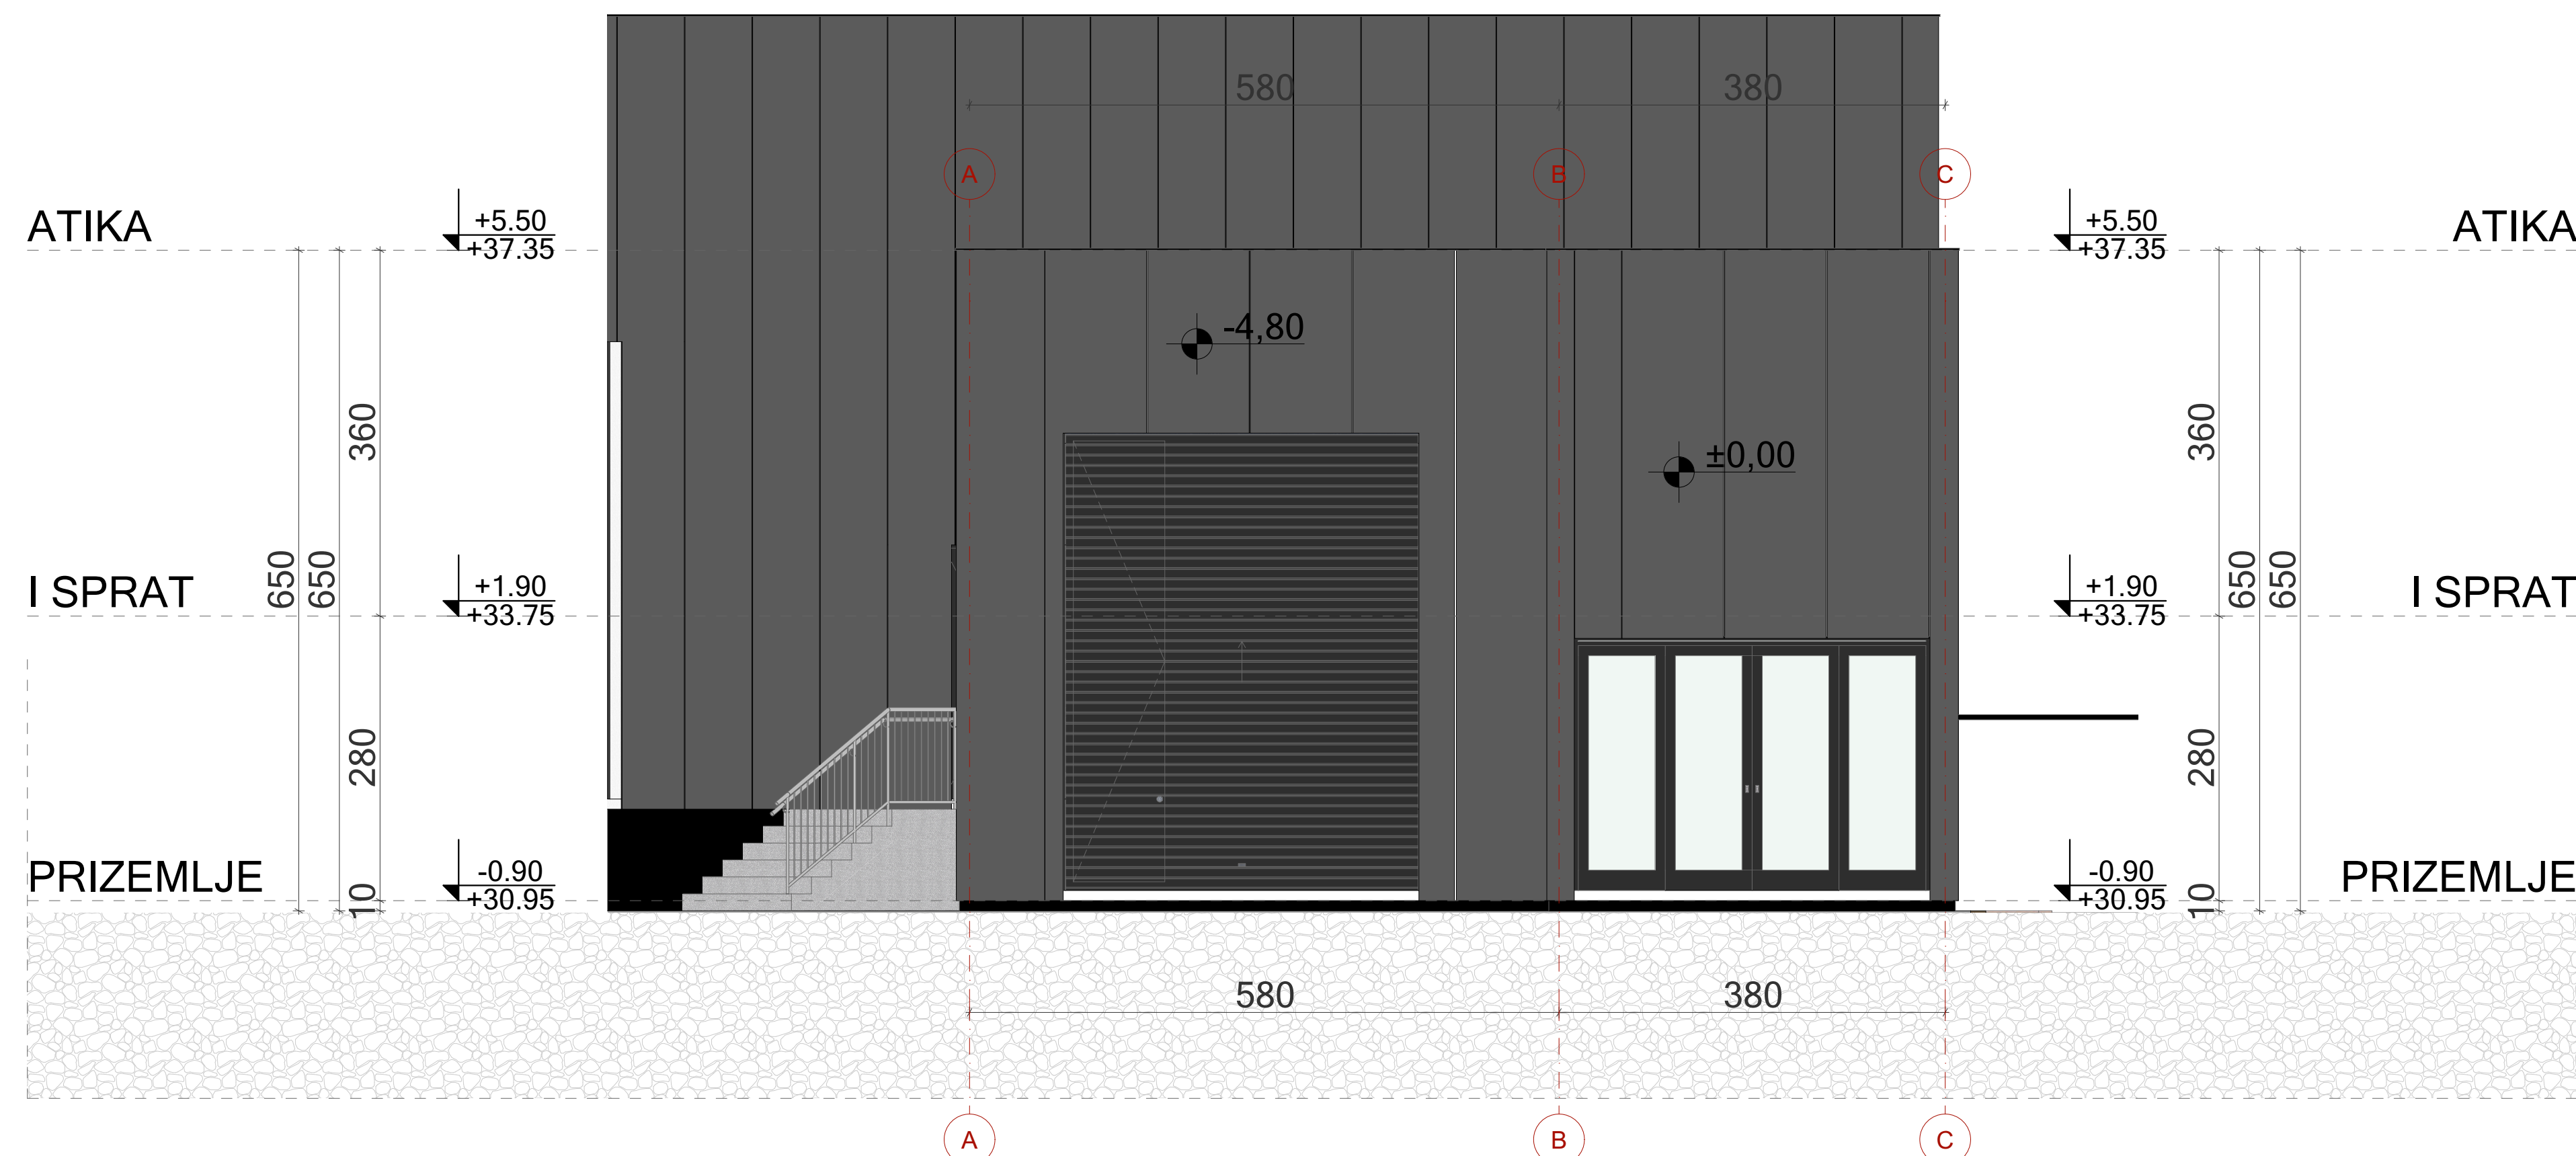 580 380
A B C
ATIKA +5.50 +5.50 ATIKA
+37.35 +37.35
-4,80
360 360
±0,00
650 650 650 650
I SPRAT +1.90 +1.90 I SPRAT
+33.75 +33.75
280 280
PRIZEMLJE -0.90 -0.90 PRIZEMLJE
10 +30.95 +30.95 10
580 380
A B C